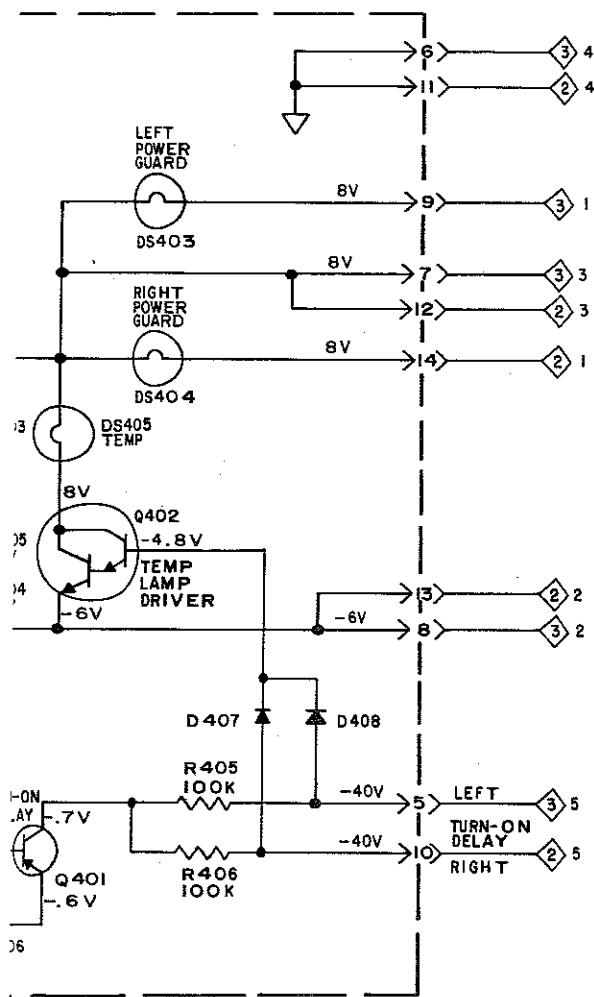 6
3
4
11
2
4
LEFT
POWER
GUARD
8V
9
3
1
DS403
8V
7
3
3
RIGHT
POWER
GUARD
12
2
3
8V
14
2
1
DS404
DS405
TEMP
8V
Q402
-4.8V
TEMP
LAMP
DRIVER
13
2
2
-6V
-6V
8
3
2
D407
D408
R405
100K
-40V
5
LEFT
3
5
-.7V
TURN-ON
DELAY
-40V
10
RIGHT
2
5
R406
100K
Q401
-.6V